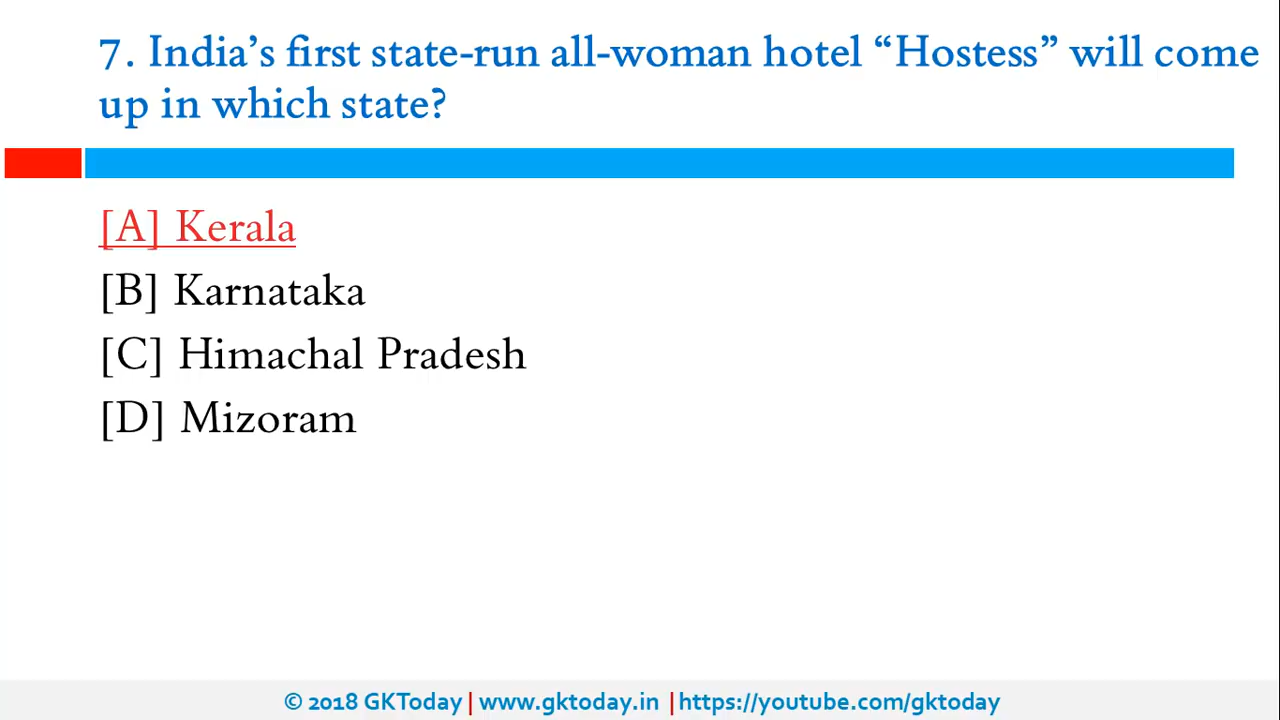 7. India’s first state-run all-woman hotel “Hostess” will come
up in which state?
[A] Kerala
[B] Karnataka
[C] Himachal Pradesh
[D] Mizoram
© 2018 GKToday | www.gktoday.in | https://youtube.com/gktoday